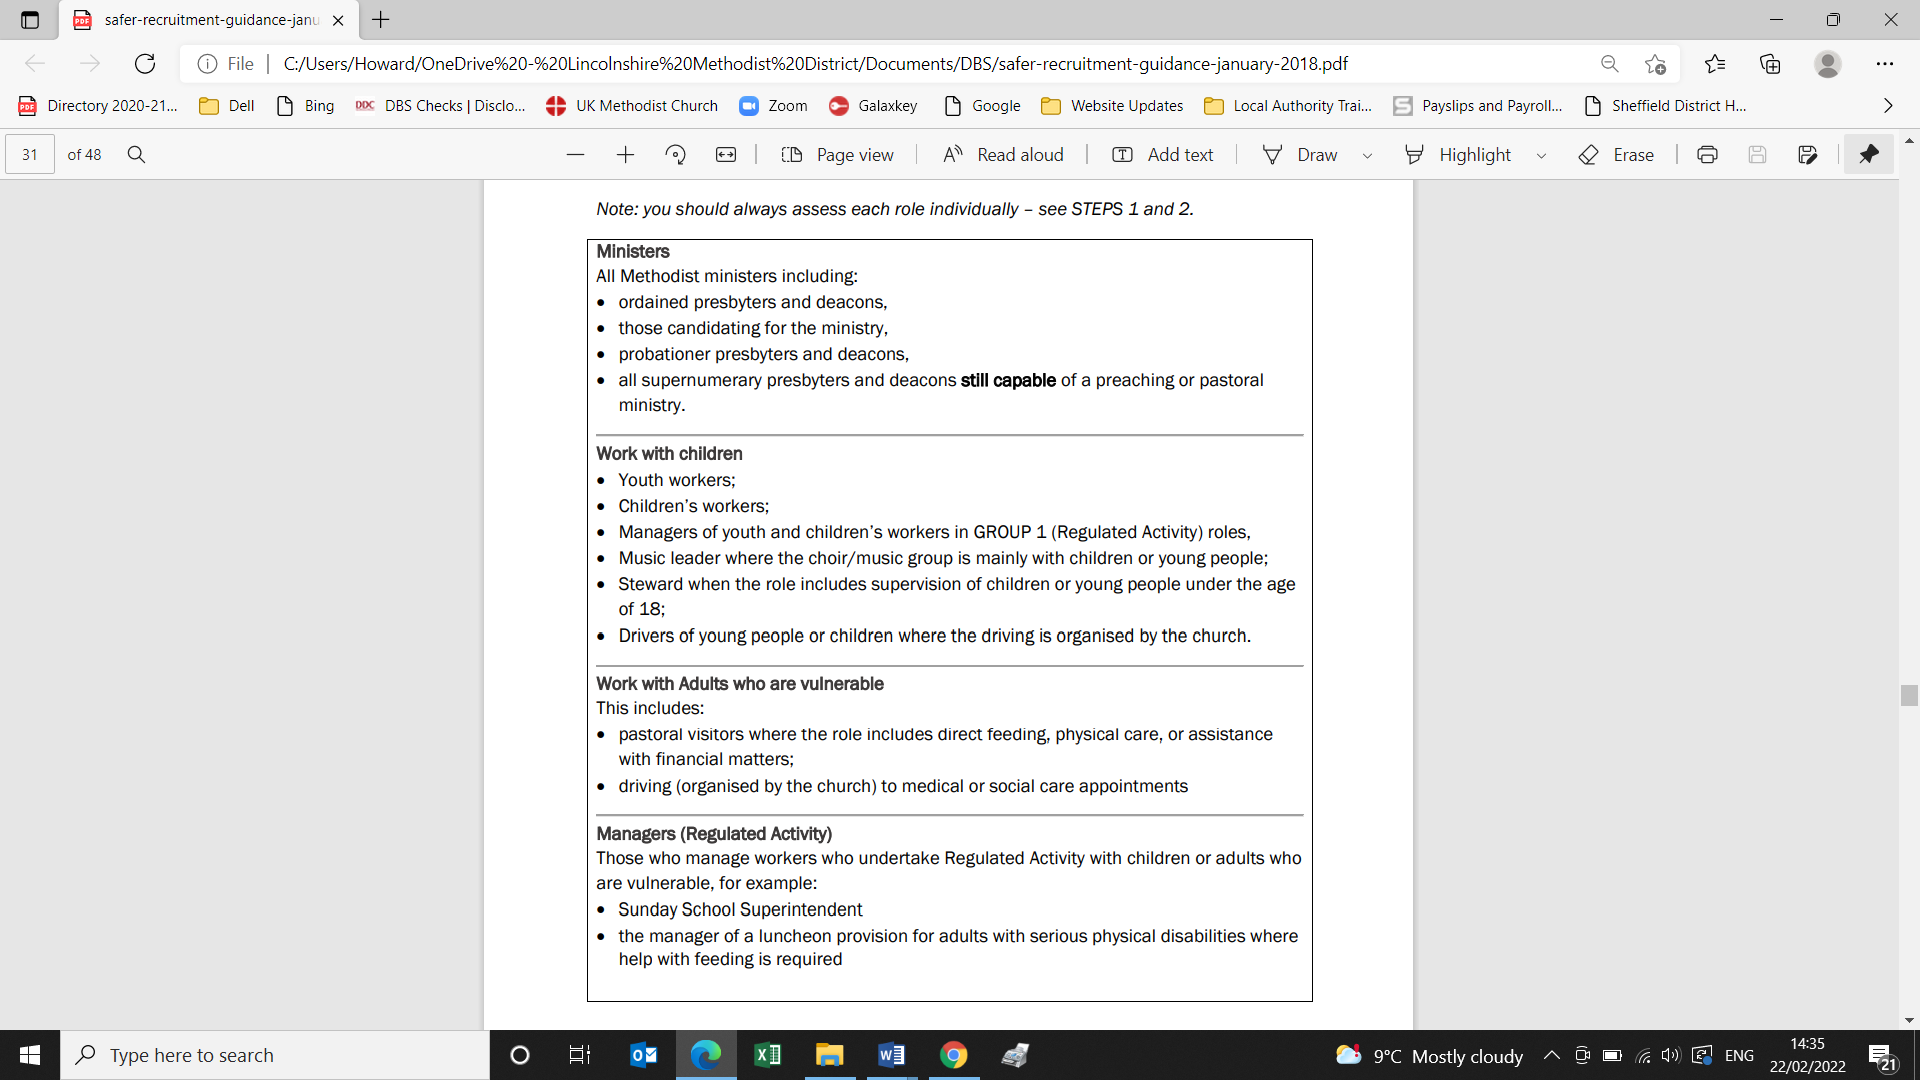 safer-recruitment-guidance-janu
File
C:/Users/Howard/OneDrive%20-%20Lincolnshire%20Methodist%20District/Documents/DBS/safer-recruitment-guidance-january-2018.pdf
Directory 2020-21... Dell Bing DBS Checks | Disclo... UK Methodist Church Zoom Galaxkey Google Website Updates Local Authority Trai... Payslips and Payroll... Sheffield District H...
31 of 48 Page view Read aloud Add text Draw Highlight Erase
Note: you should always assess each role individually – see STEPS 1 and 2.
Ministers
All Methodist ministers including:
• ordained presbyters and deacons,
• those candidating for the ministry,
• probationer presbyters and deacons,
• all supernumerary presbyters and deacons still capable of a preaching or pastoral
ministry.
Work with children
• Youth workers;
• Children's workers;
• Managers of youth and children's workers in GROUP 1 (Regulated Activity) roles,
• Music leader where the choir/music group is mainly with children or young people;
• Steward when the role includes supervision of children or young people under the age
of 18;
• Drivers of young people or children where the driving is organised by the church.
Work with Adults who are vulnerable
This includes:
• pastoral visitors where the role includes direct feeding, physical care, or assistance
with financial matters;
• driving (organised by the church) to medical or social care appointments
Managers (Regulated Activity)
Those who manage workers who undertake Regulated Activity with children or adults who
are vulnerable, for example:
• Sunday School Superintendent
• the manager of a luncheon provision for adults with serious physical disabilities where
help with feeding is required
Type here to search
9°C Mostly cloudy
ENG
14:35
22/02/2022
21